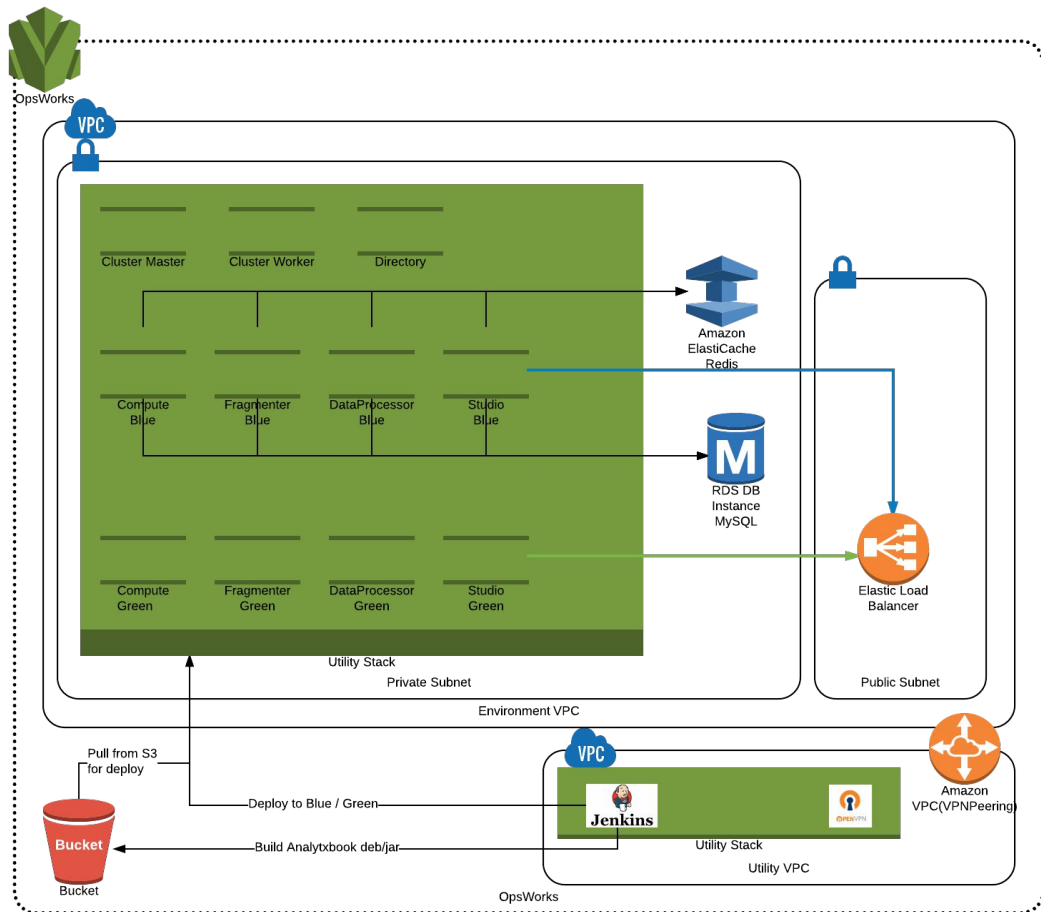 OpsWorks
VPC
Cluster Master
Cluster Worker
Directory
Amazon
ElastiCache
Redis
Compute
Blue
Fragmenter
Blue
DataProcessor
Blue
Studio
Blue
M
RDS DB
Instance
MySQL
Compute
Green
Fragmenter
Green
DataProcessor
Green
Studio
Green
Elastic Load
Balancer
Utility Stack
Private Subnet
Public Subnet
Environment VPC
Pull from S3
for deploy
VPC
Amazon
VPC(VPNPeering)
Deploy to Blue / Green
Jenkins
OPENVPN
Bucket
Build Analytxbook deb/jar
Utility Stack
Utility VPC
Bucket
OpsWorks